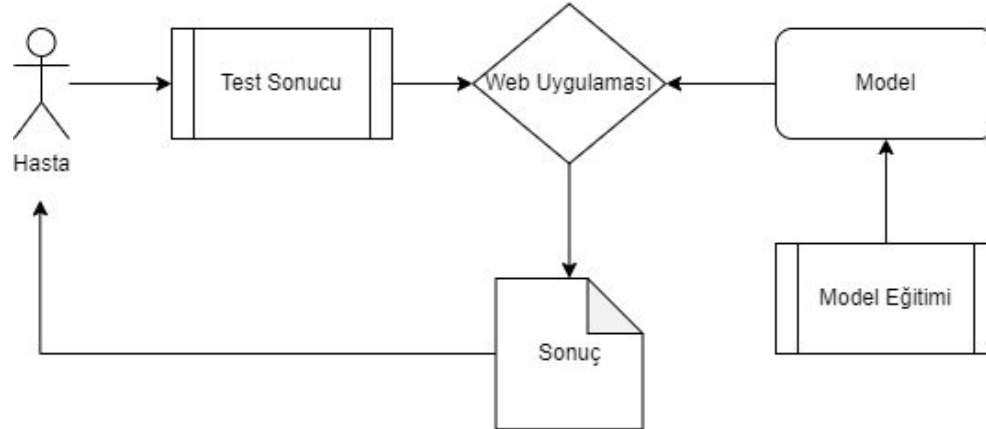 Test Sonucu
Web Uygulaması
Model
Hasta
Model Eğitimi
Sonuç